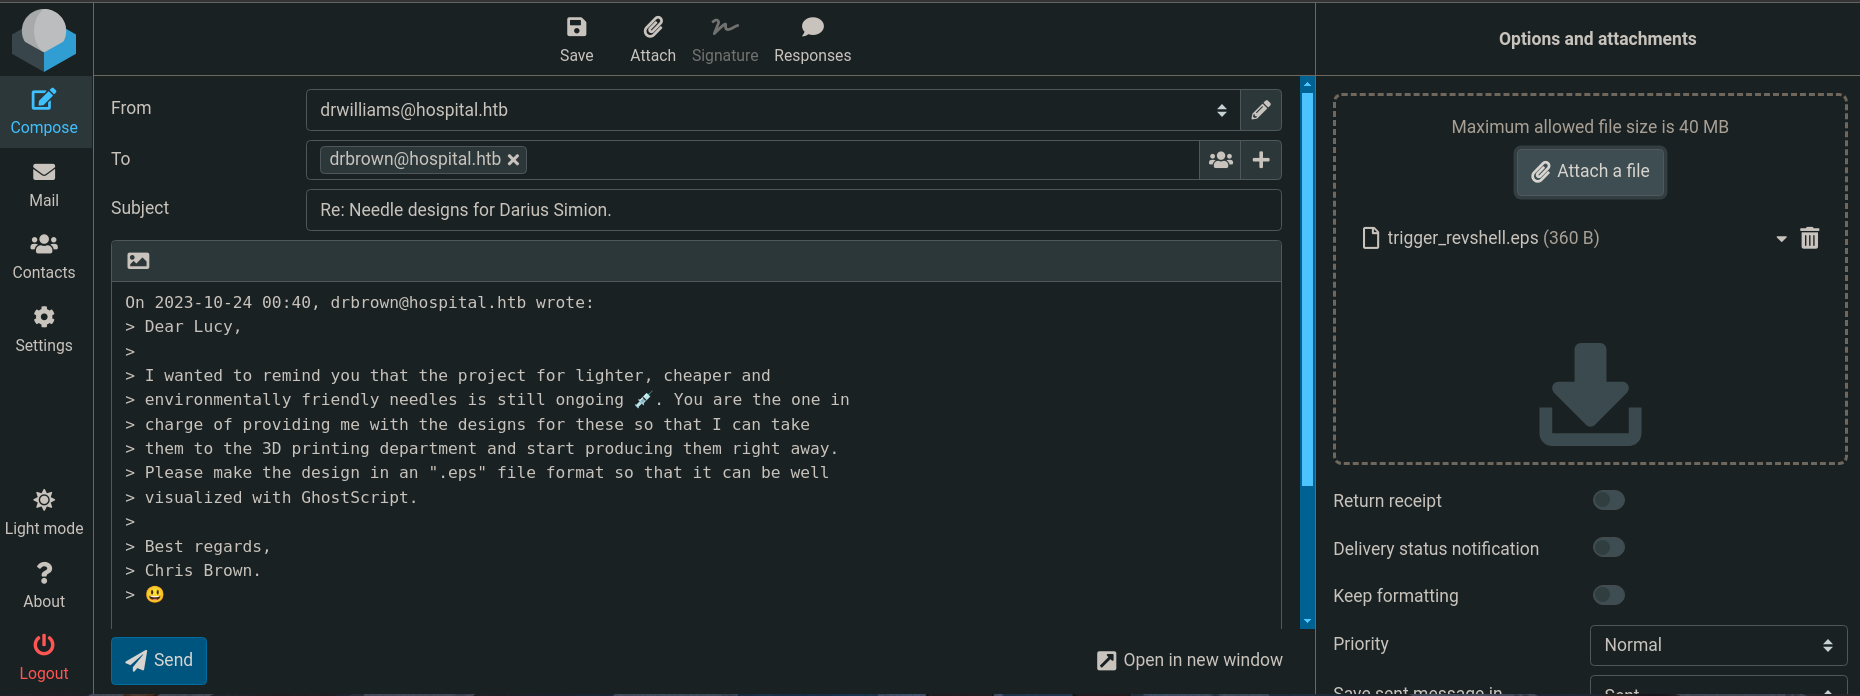 Save
Attach
Signature
Responses
Options and attachments
Compose
Mail
Contacts
Settings
Light mode
About
Logout
From
drwilliams@hospital.htb
To
drbrown@hospital.htb
Subject
Re: Needle designs for Darius Simion.
On 2023-10-24 00:40, drbrown@hospital.htb wrote:
> Dear Lucy,
>
> I wanted to remind you that the project for lighter, cheaper and
> environmentally friendly needles is still ongoing 💉. You are the one in
> charge of providing me with the designs for these so that I can take
> them to the 3D printing department and start producing them right away.
> Please make the design in an ".eps" file format so that it can be well
> visualized with GhostScript.
>
> Best regards,
> Chris Brown.
> 😃
Send
Open in new window
Maximum allowed file size is 40 MB
Attach a file
trigger_revshell.eps (360 B)
Return receipt
Delivery status notification
Keep formatting
Priority
Normal
Save sent message in
Sent